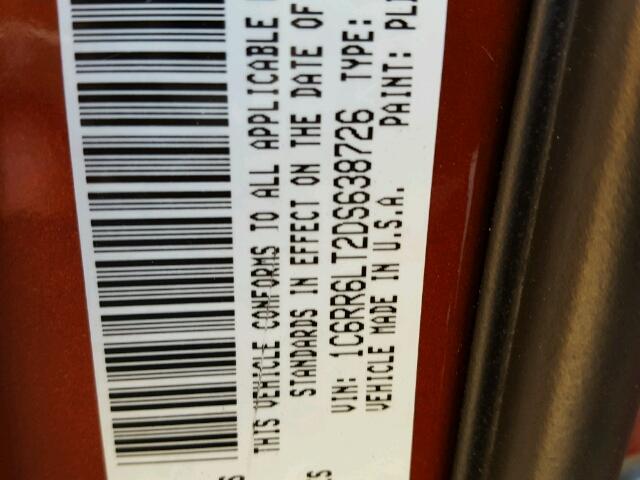 THIS VEHICLE CONFORMS TO ALL APPLICABLE
STANDARDS IN EFFECT ON THE DATE OF
VIN: 1C6RR6LT2DS638726 TYPE:
VEHICLE MADE IN U.S.A. PAINT: